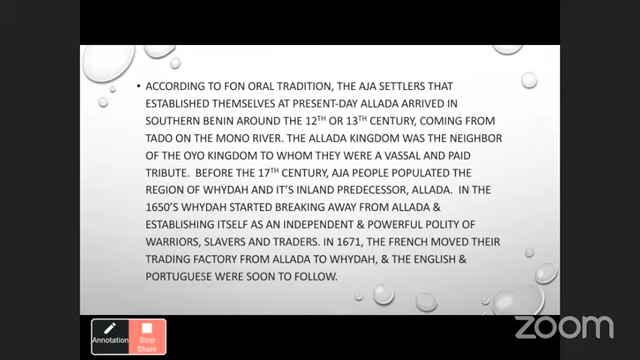 • ACCORDING TO FON ORAL TRADITION, THE AJA SETTLERS THAT
ESTABLISHED THEMSELVES AT PRESENT-DAY ALLADA ARRIVED IN
SOUTHERN BENIN AROUND THE 12TH OR 13TH CENTURY, COMING FROM
TADO ON THE MONO RIVER. THE ALLADA KINGDOM WAS THE NEIGHBOR
OF THE OYO KINGDOM TO WHOM THEY WERE A VASSAL AND PAID
TRIBUTE. BEFORE THE 17TH CENTURY, AJA PEOPLE POPULATED THE
REGION OF WHYDAH AND IT'S INLAND PREDECESSOR, ALLADA. IN THE
1650'S WHYDAH STARTED BREAKING AWAY FROM ALLADA &
ESTABLISHING ITSELF AS AN INDEPENDENT & POWERFUL POLITY OF
WARRIORS, SLAVERS AND TRADERS. IN 1671, THE FRENCH MOVED THEIR
TRADING FACTORY FROM ALLADA TO WHYDAH, & THE ENGLISH &
PORTUGUESE WERE SOON TO FOLLOW.
Annotation
Stop
Share
zoom